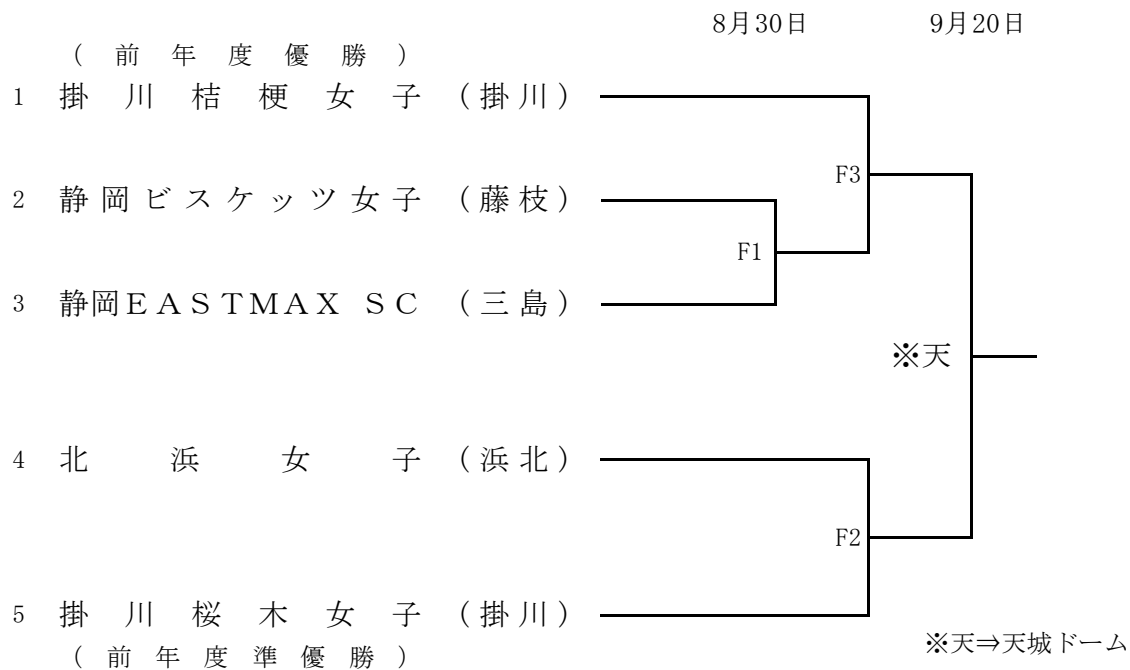 8月30日 9月20日
(前年度優勝)
1 掛川桔梗女子 (掛川)
F3
2 静岡ビスケッツ女子 (藤枝)
F1
3 静岡EASTMAX SC (三島)
※天
4 北浜女子 (浜北)
F2
5 掛川桜木女子 (掛川)
(前年度準優勝)
※天⇒天城ドーム